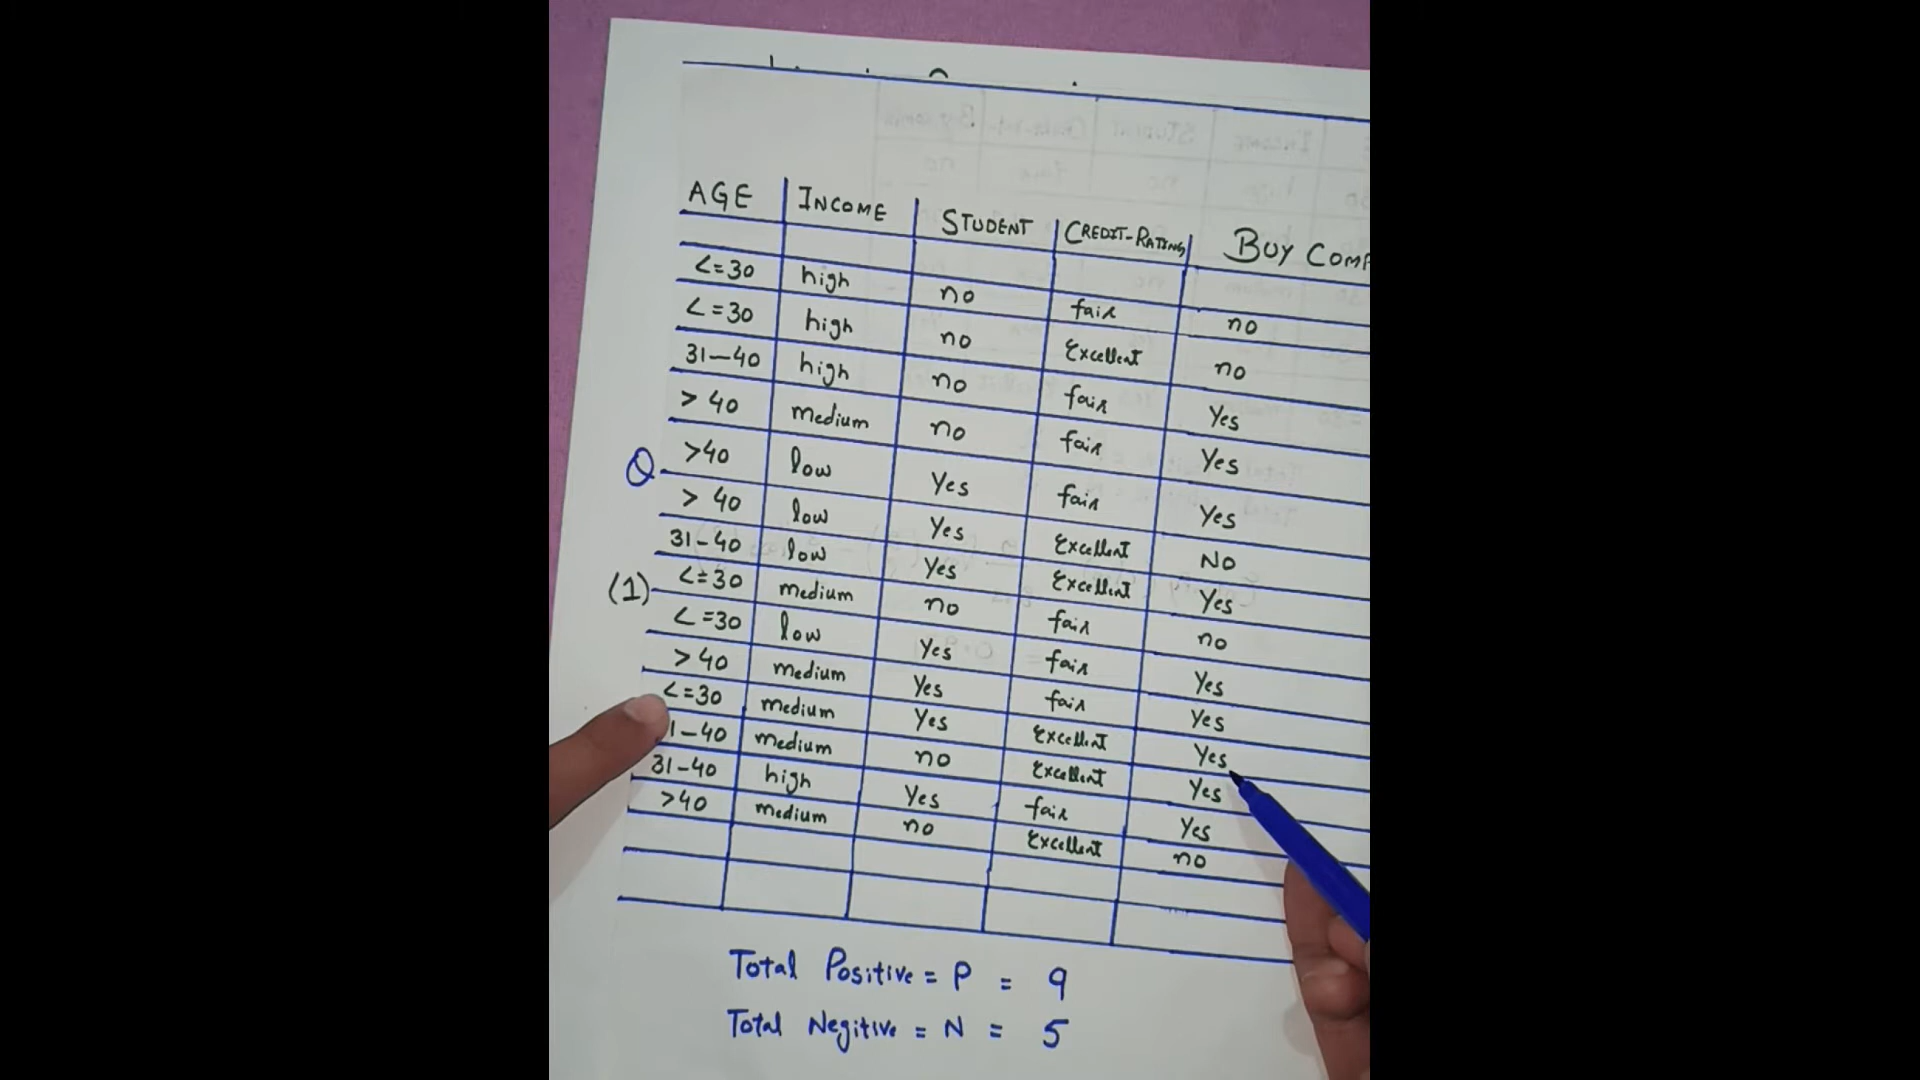 AGE INCOME STUDENT CREDIT-RATING BUY COMP
<=30 high no fair no
<=30 high no Excellent no
31-40 high no fair Yes
>40 medium no fair Yes
Q >40 low Yes fair Yes
>40 low Yes Excellent NO
31-40 low Yes Excellent Yes
(1) <=30 medium no fair no
<=30 low Yes fair Yes
>40 medium Yes fair Yes
<=30 medium Yes Excellent Yes
1-40 medium no Excellent Yes
31-40 high Yes fair Yes
>40 medium no Excellent no
Total Positive = P = 9
Total Negitive = N = 5